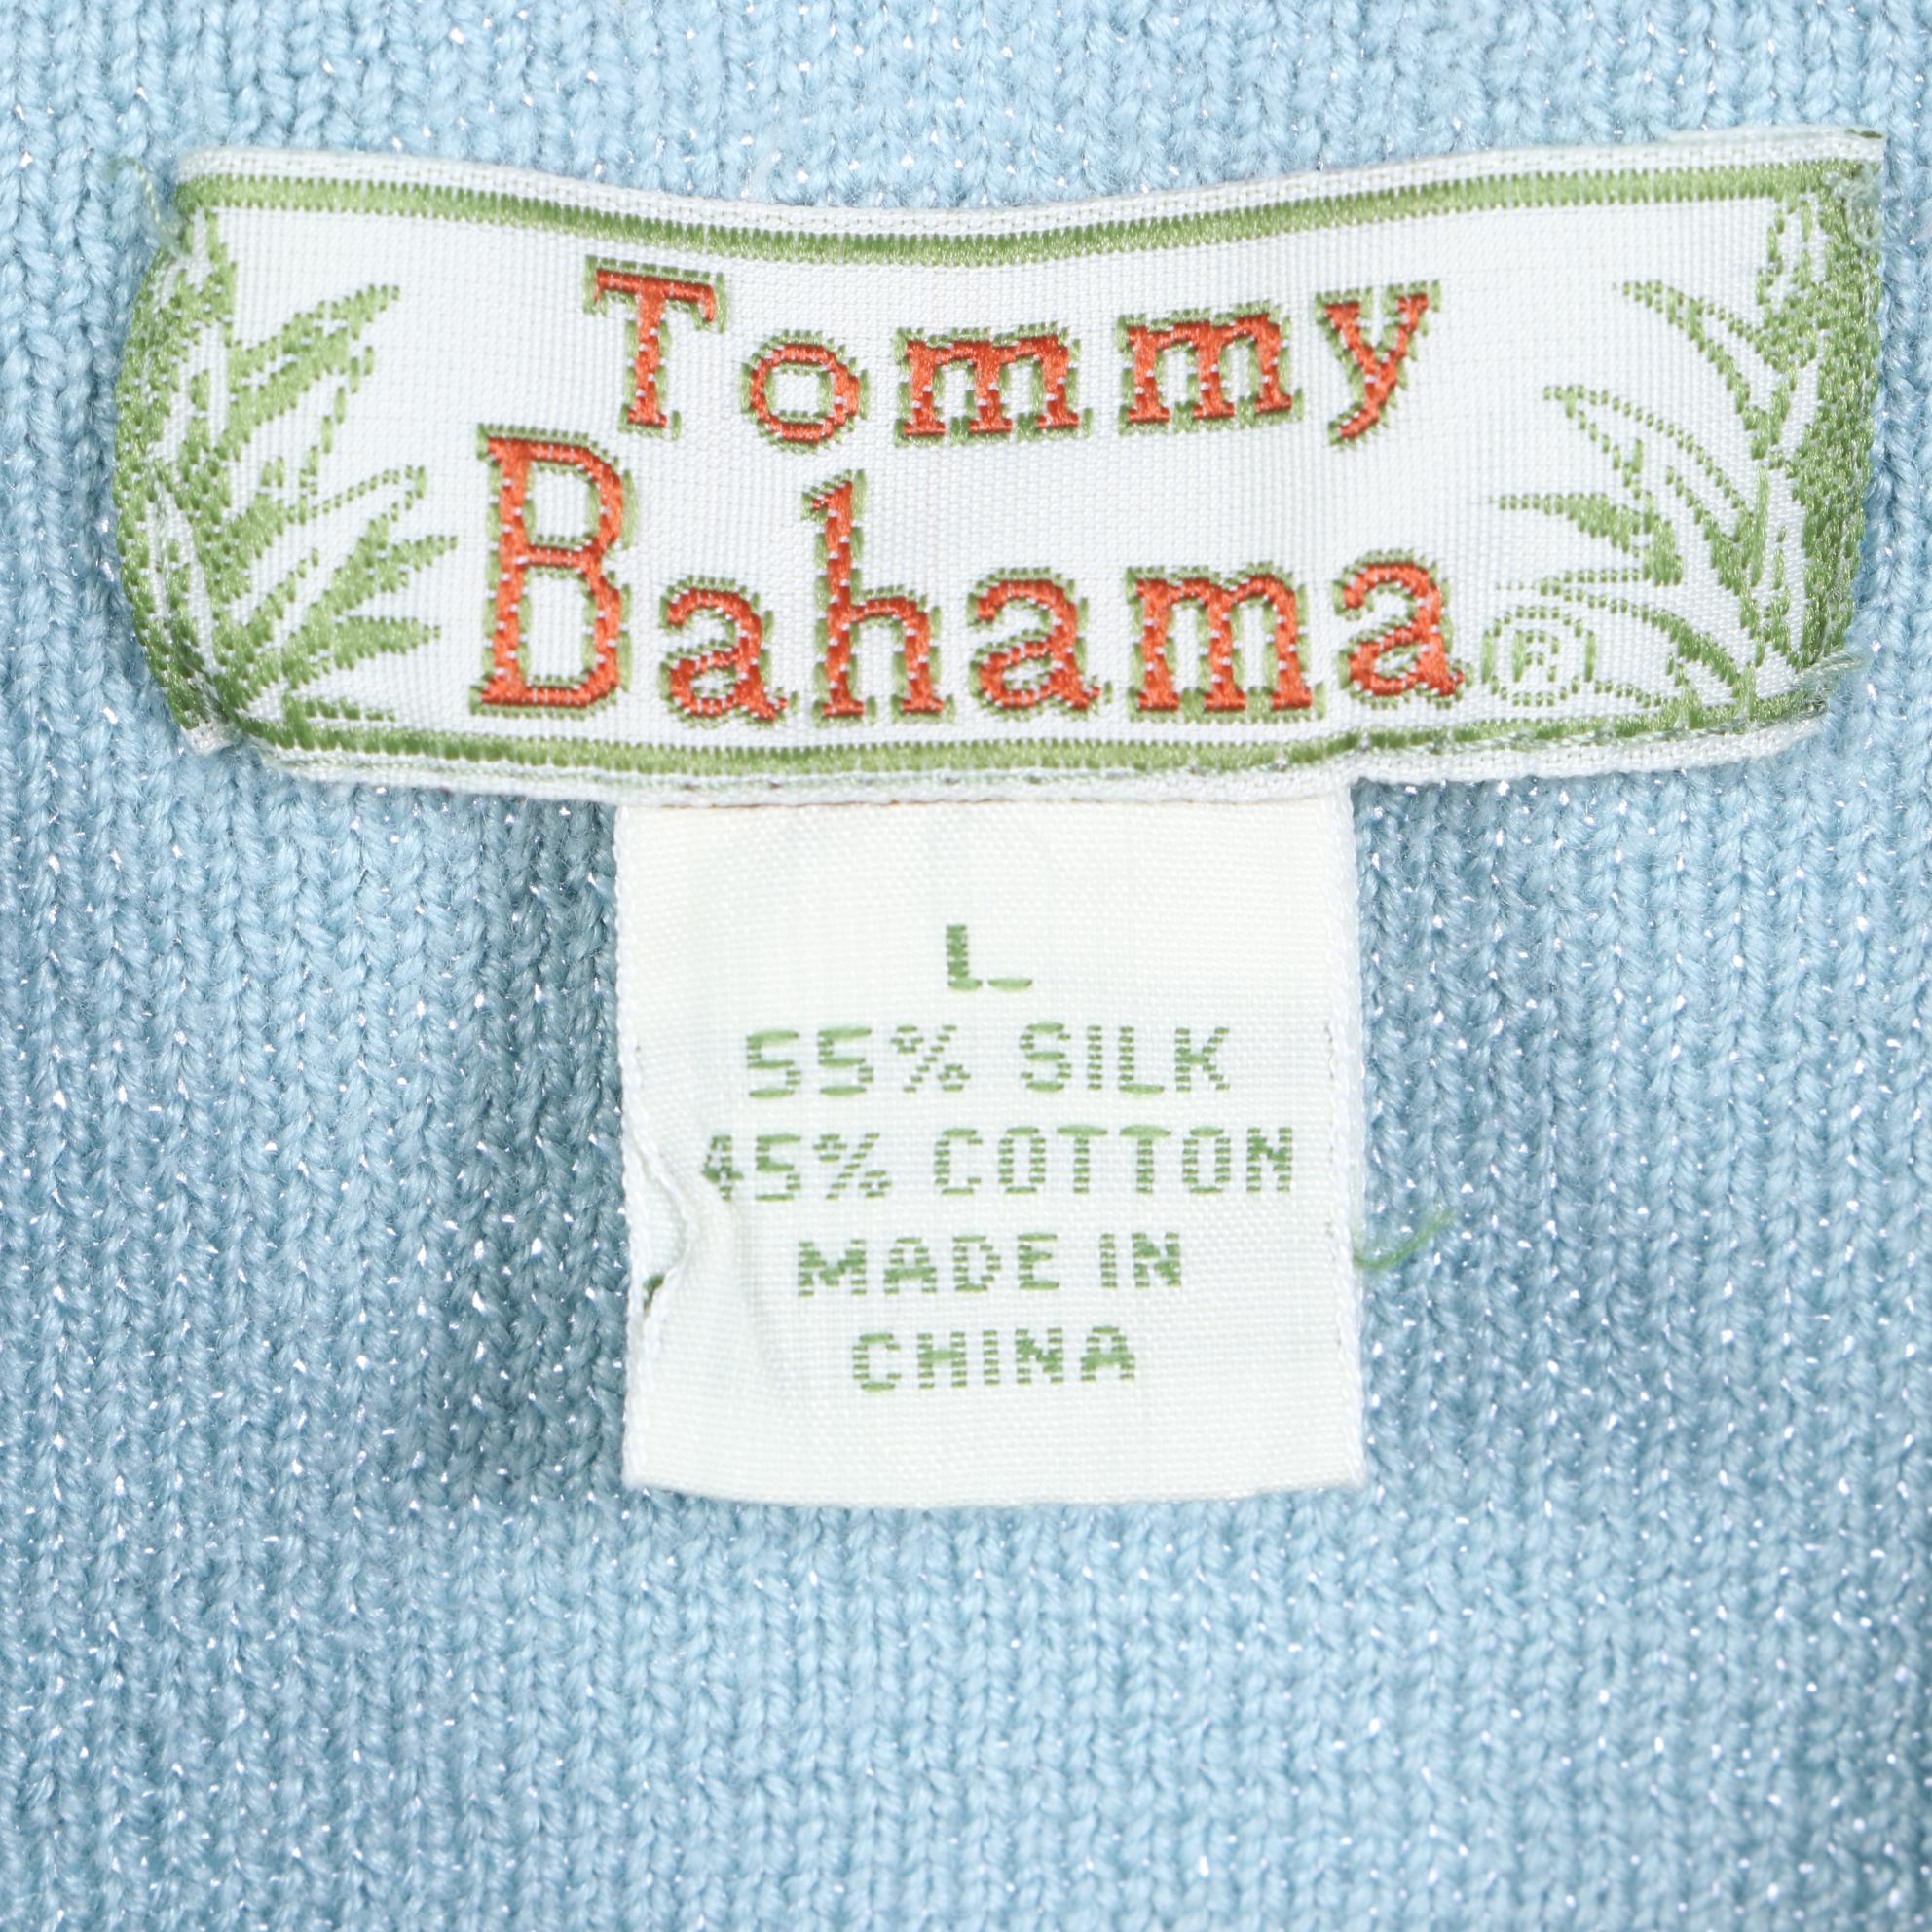 Tommy
Bahama®
L
55% SILK
45% COTTON
MADE IN
CHINA